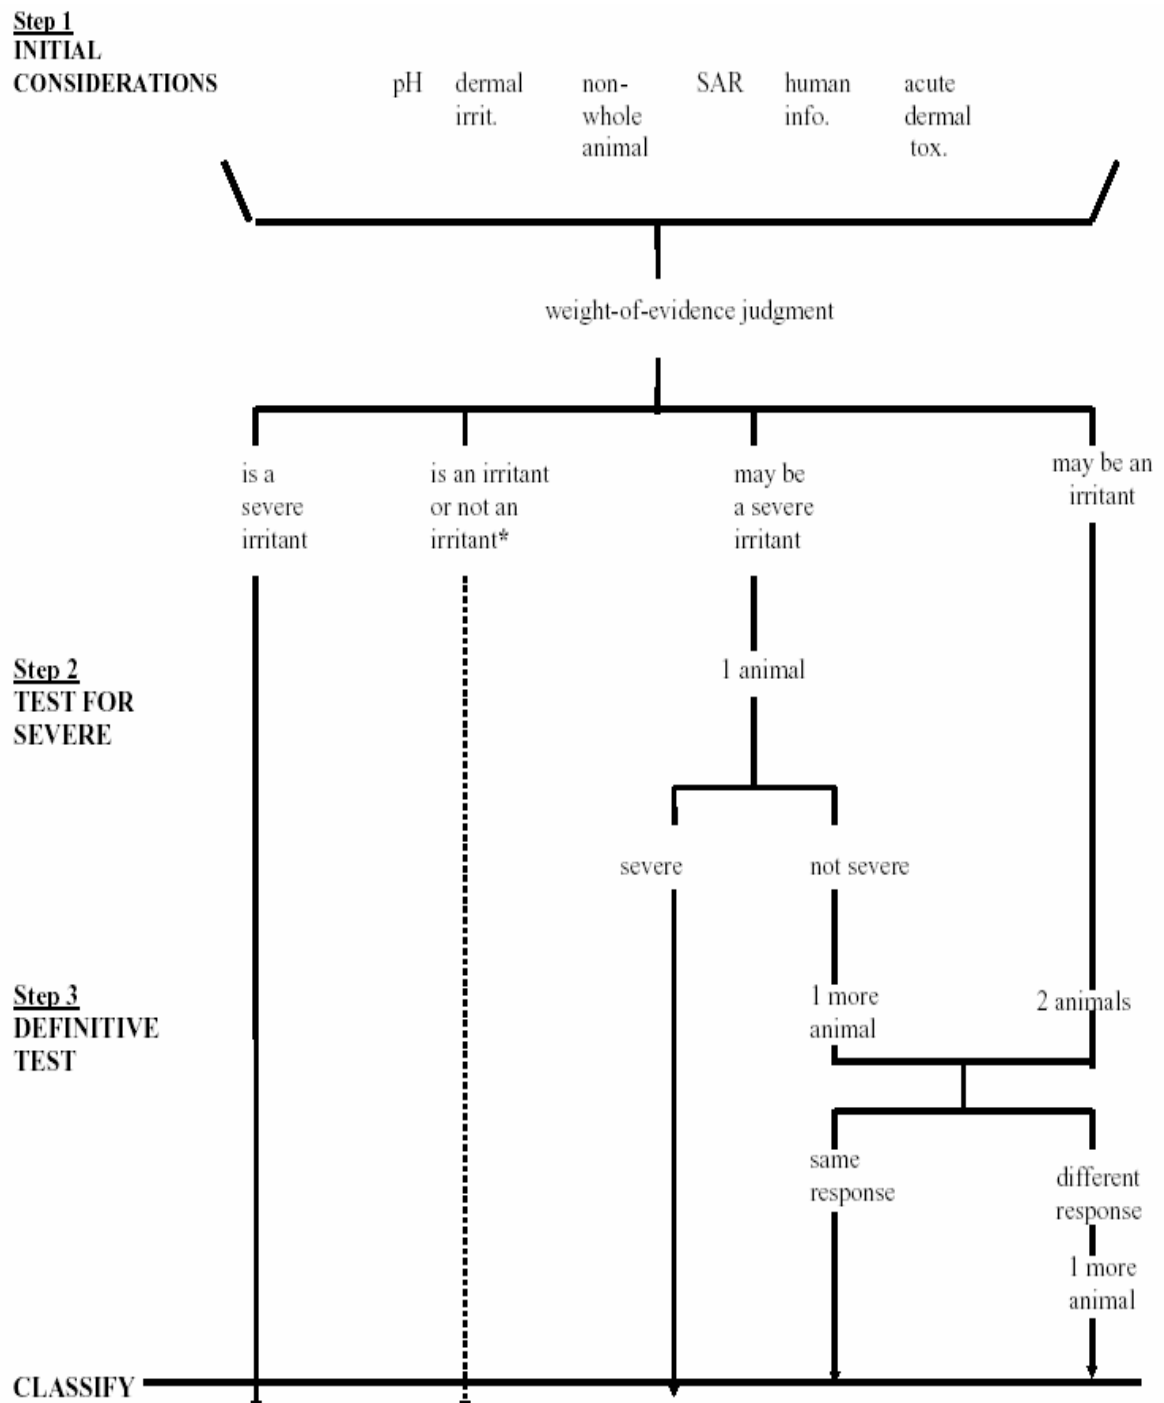 Step 1
INITIAL
CONSIDERATIONS
pH dermal non- SAR human acute
irrit. whole info. dermal
animal tox.
weight-of-evidence judgment
is a is an irritant may be may be an
severe or not an a severe irritant
irritant irritant* irritant
Step 2 1 animal
TEST FOR
SEVERE
severe not severe
Step 3 1 more 2 animals
DEFINITIVE animal
TEST
same different
response response
1 more
animal
CLASSIFY